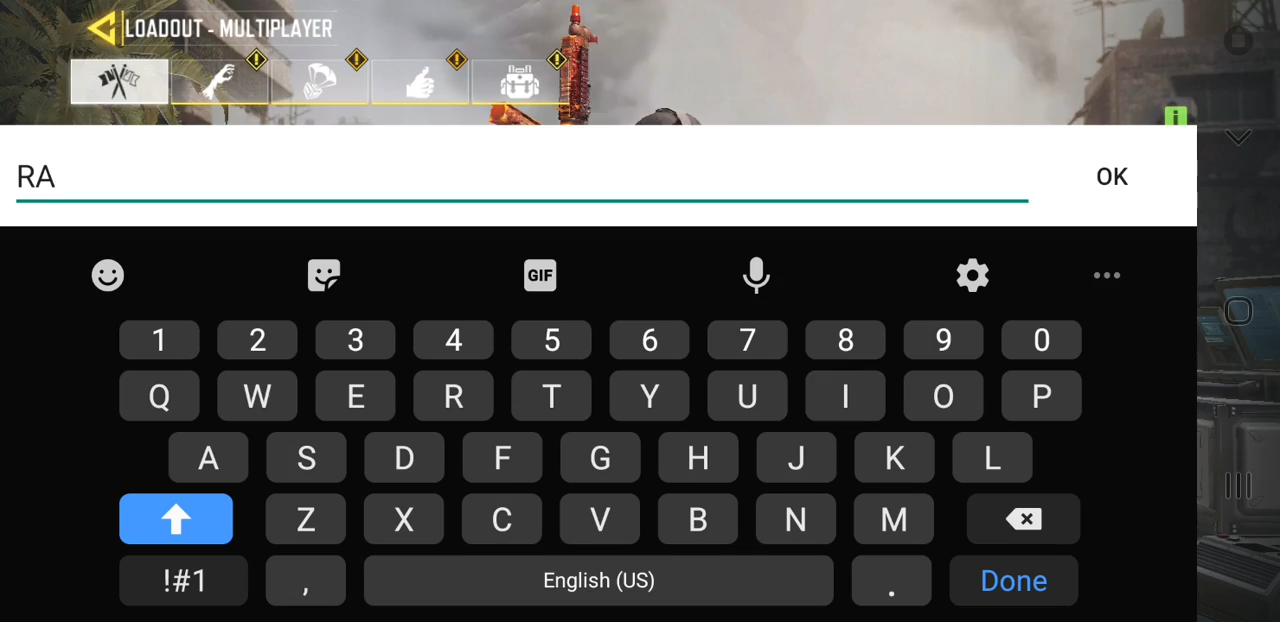 LOADOUT - MULTIPLAYER
RA
OK
GIF
1 2 3 4 5 6 7 8 9 0
Q W E R T Y U I O P
A S D F G H J K L
Z X C V B N M
!#1 , English (US) . Done